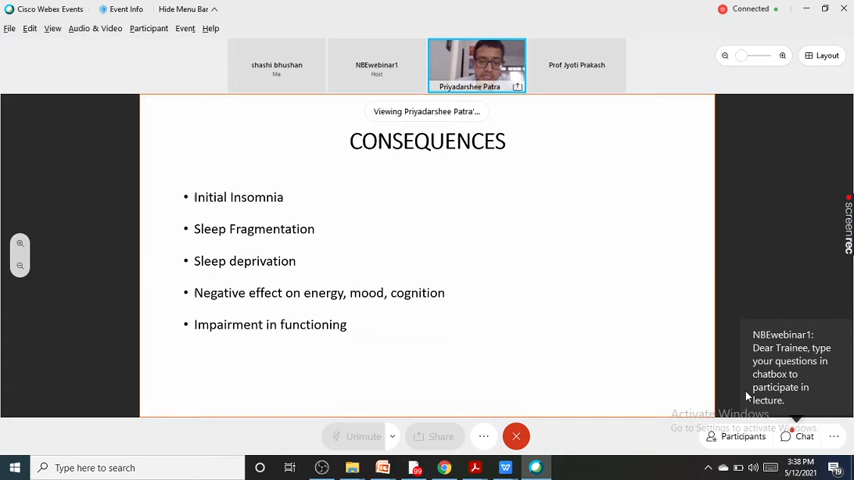 Cisco Webex Events
Event Info
Hide Menu Bar
Connected
File Edit View Audio & Video Participant Event Help
shashi bhushan
Me
NBEwebinar1
Host
Priyadarshee Patra
Prof Jyoti Prakash
Layout
Viewing Priyadarshee Patra'...
CONSEQUENCES
• Initial Insomnia
• Sleep Fragmentation
• Sleep deprivation
• Negative effect on energy, mood, cognition
• Impairment in functioning
screenrec
NBEwebinar1:
Dear Trainee, type
your questions in
chatbox to
participate in
lecture.
Activate Windows
Go to Settings to activate Windows.
Unmute
Share
Participants
Chat
Type here to search
99
3:38 PM
5/12/2021
19